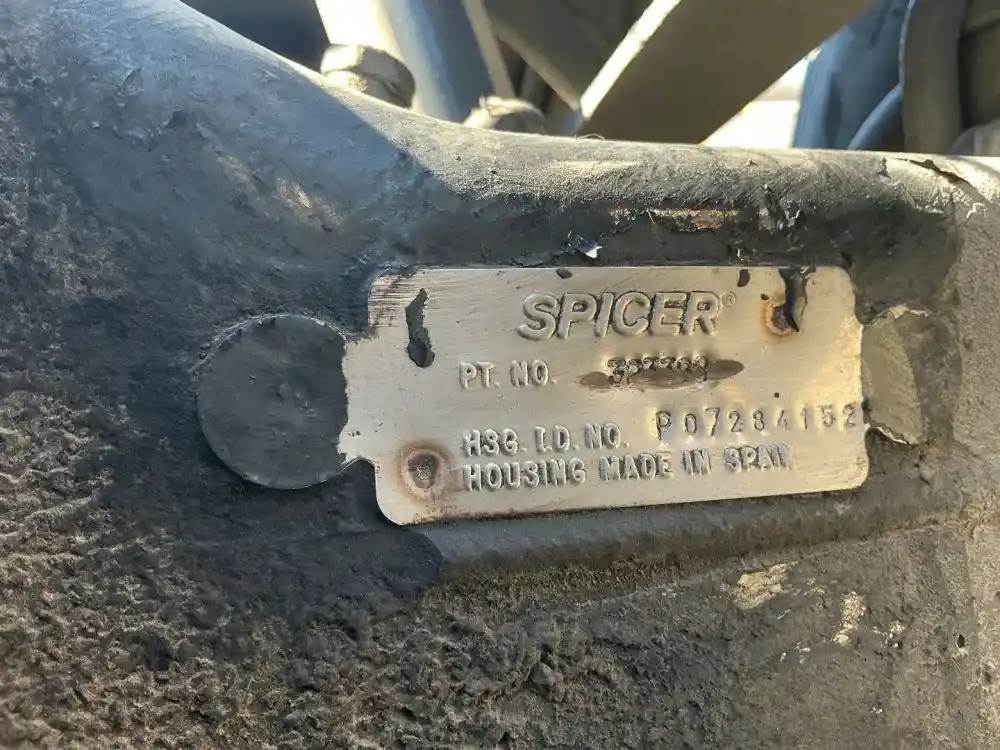 SPICER®
PT. NO.
HSG. I.D. NO. P07284152
HOUSING MADE IN SPAIN